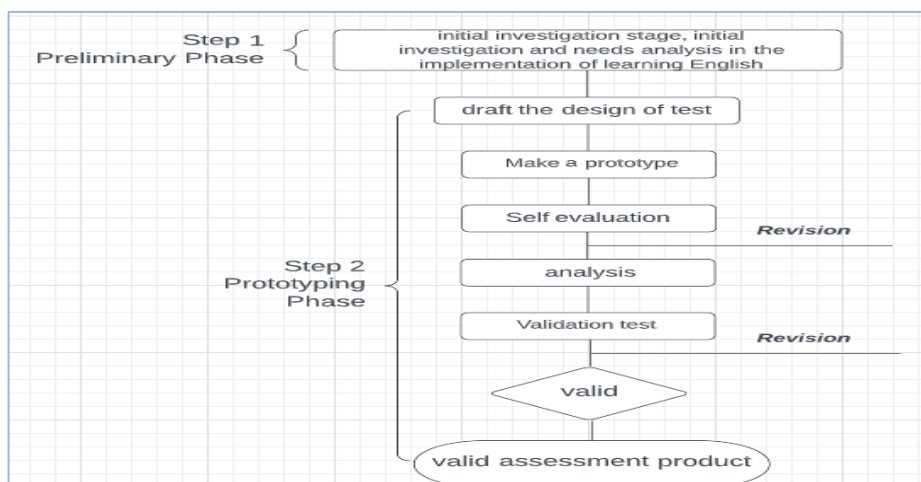 Step 1
Preliminary Phase
initial investigation stage, initial
investigation and needs analysis in the
implementation of learning English
draft the design of test
Make a prototype
Self evaluation
Revision
Step 2
Prototyping
Phase
analysis
Validation test
Revision
valid
valid assessment product